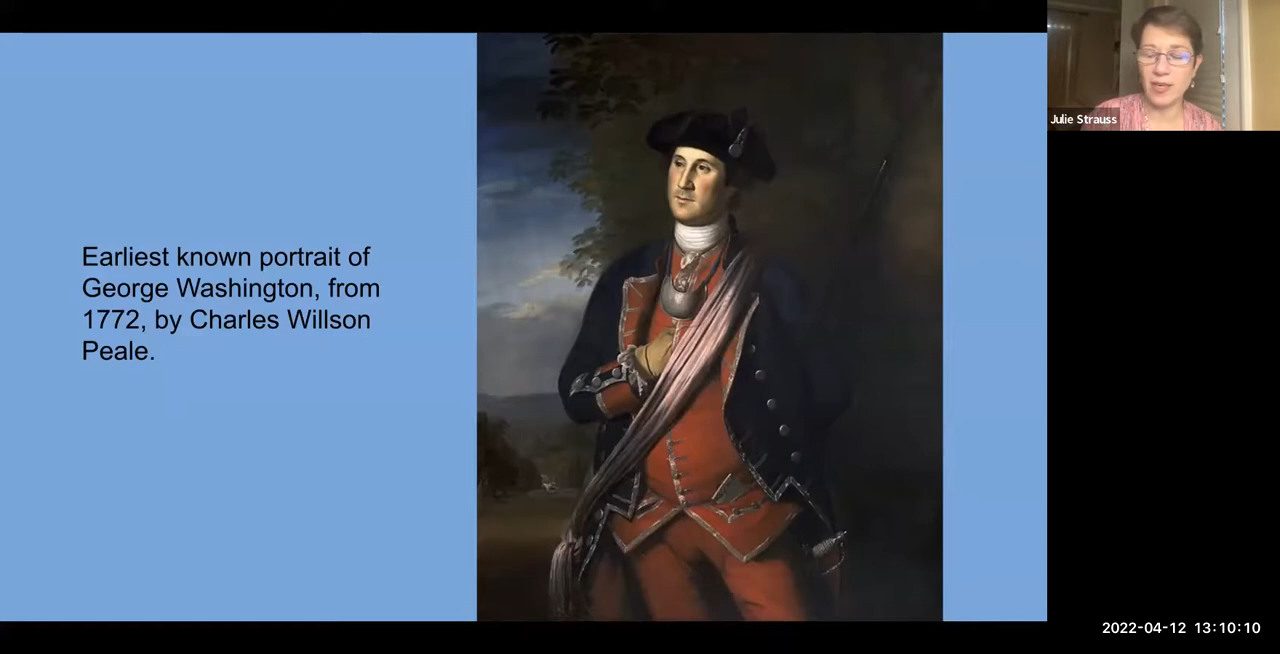 Earliest known portrait of
George Washington, from
1772, by Charles Willson
Peale.
Julie Strauss
2022-04-12 13:10:10